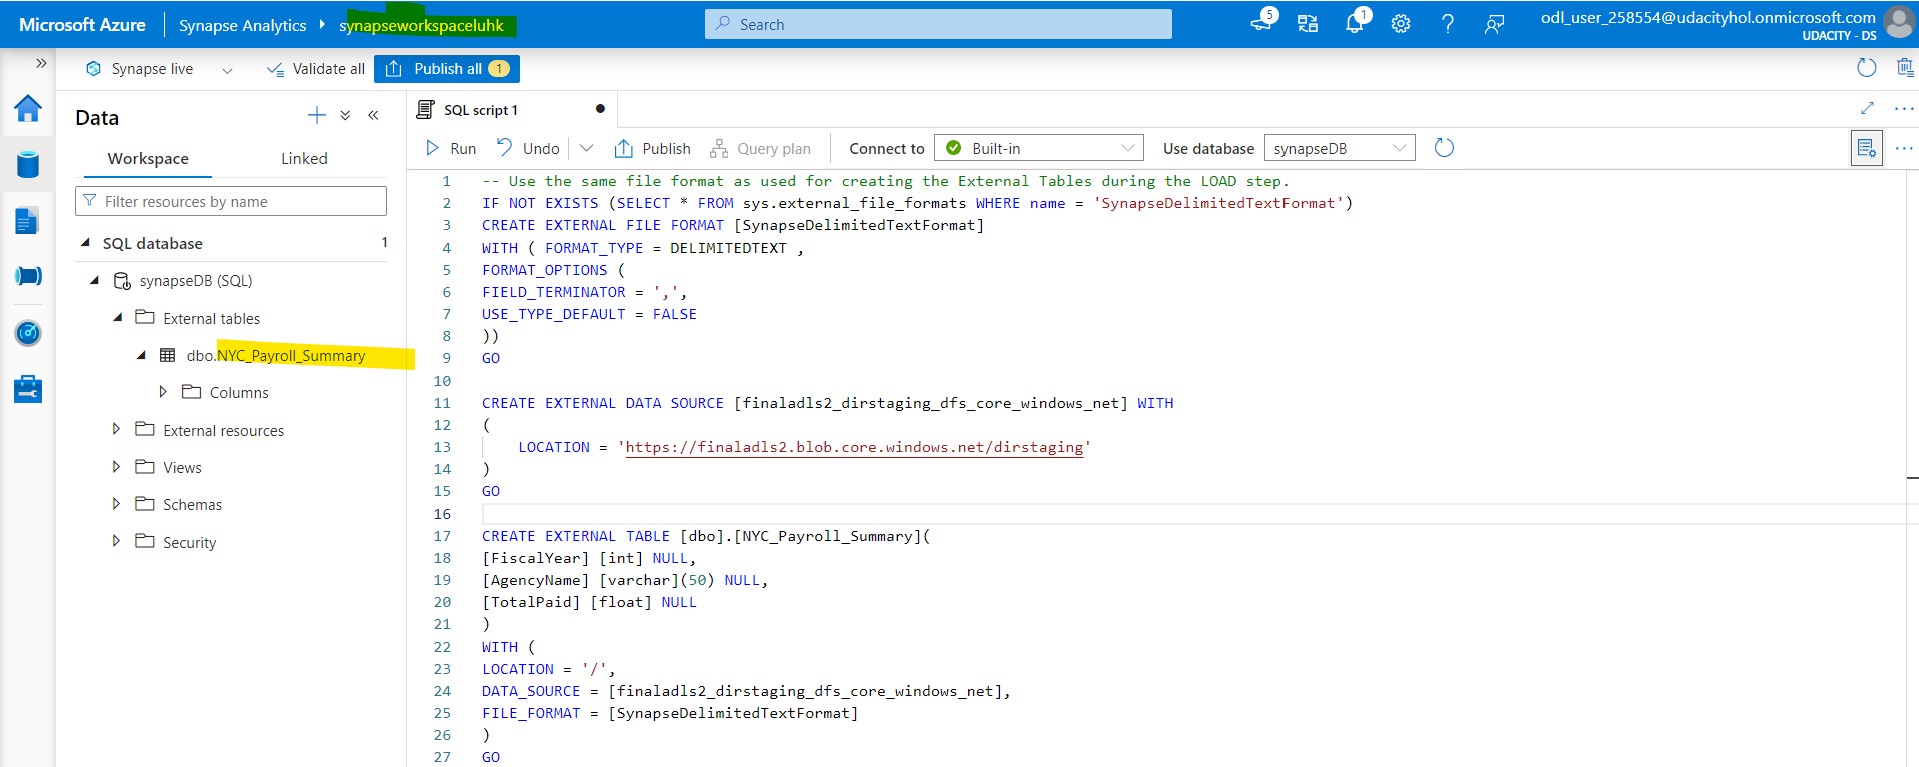 Microsoft Azure Synapse Analytics synapseworkspaceluhk Search 5 1 ? odl_user_258554@udacityhol.onmicrosoft.com
UDACITY - DS
Synapse live Validate all Publish all 1
Data
Workspace Linked
Filter resources by name
SQL database 1
synapseDB (SQL)
External tables
dbo.NYC_Payroll_Summary
Columns
External resources
Views
Schemas
Security
SQL script 1
Run Undo Publish Query plan Connect to Built-in Use database synapseDB
1 -- Use the same file format as used for creating the External Tables during the LOAD step.
2 IF NOT EXISTS (SELECT * FROM sys.external_file_formats WHERE name = 'SynapseDelimitedTextFormat')
3 CREATE EXTERNAL FILE FORMAT [SynapseDelimitedTextFormat]
4 WITH ( FORMAT_TYPE = DELIMITEDTEXT ,
5 FORMAT_OPTIONS (
6 FIELD_TERMINATOR = ',',
7 USE_TYPE_DEFAULT = FALSE
8 ))
9 GO
10
11 CREATE EXTERNAL DATA SOURCE [finaladls2_dirstaging_dfs_core_windows_net] WITH
12 (
13 LOCATION = 'https://finaladls2.blob.core.windows.net/dirstaging'
14 )
15 GO
16
17 CREATE EXTERNAL TABLE [dbo].[NYC_Payroll_Summary](
18 [FiscalYear] [int] NULL,
19 [AgencyName] [varchar](50) NULL,
20 [TotalPaid] [float] NULL
21 )
22 WITH (
23 LOCATION = '/',
24 DATA_SOURCE = [finaladls2_dirstaging_dfs_core_windows_net],
25 FILE_FORMAT = [SynapseDelimitedTextFormat]
26 )
27 GO